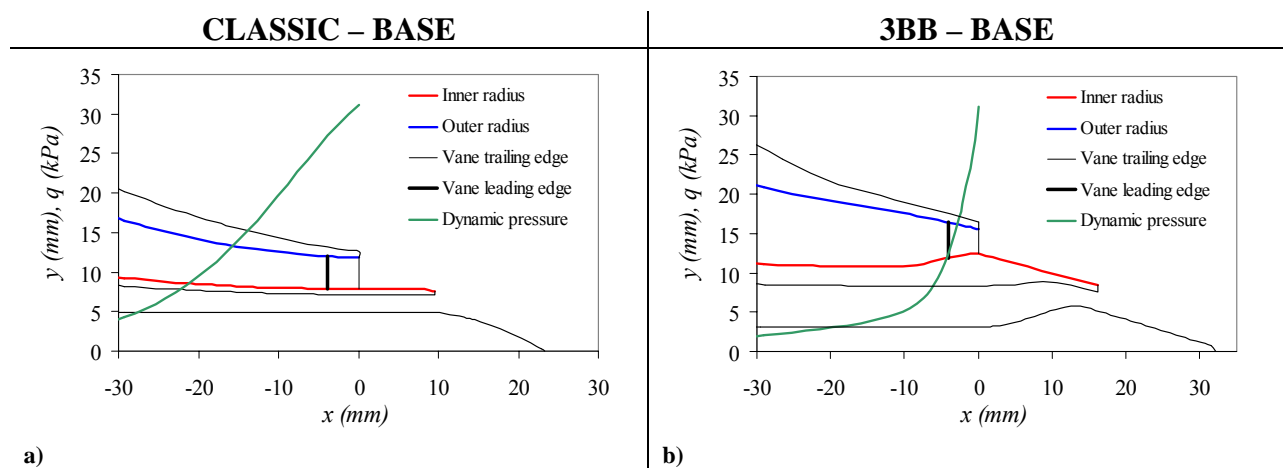 CLASSIC – BASE
35
30
25
20
15
10
5
0
y (mm), q (kPa)
-30
-20
-10
0
10
20
30
x (mm)
Inner radius
Outer radius
Vane trailing edge
Vane leading edge
Dynamic pressure
a)
3BB – BASE
35
30
25
20
15
10
5
0
y (mm), q (kPa)
-30
-20
-10
0
10
20
30
x (mm)
Inner radius
Outer radius
Vane trailing edge
Vane leading edge
Dynamic pressure
b)